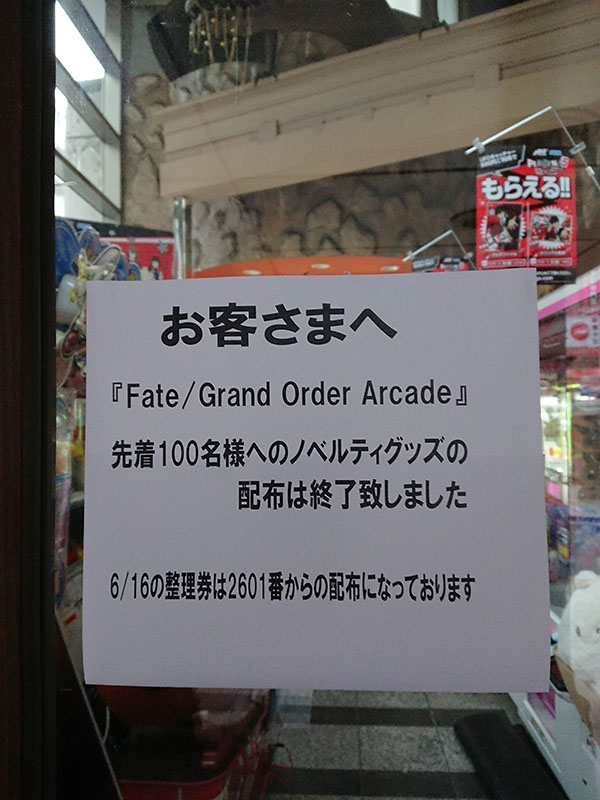 もらえる!!
お客さまへ
『Fate/Grand Order Arcade』
先着100名様へのノベルティグッズの
配布は終了致しました
6/16の整理券は2601番からの配布になっております